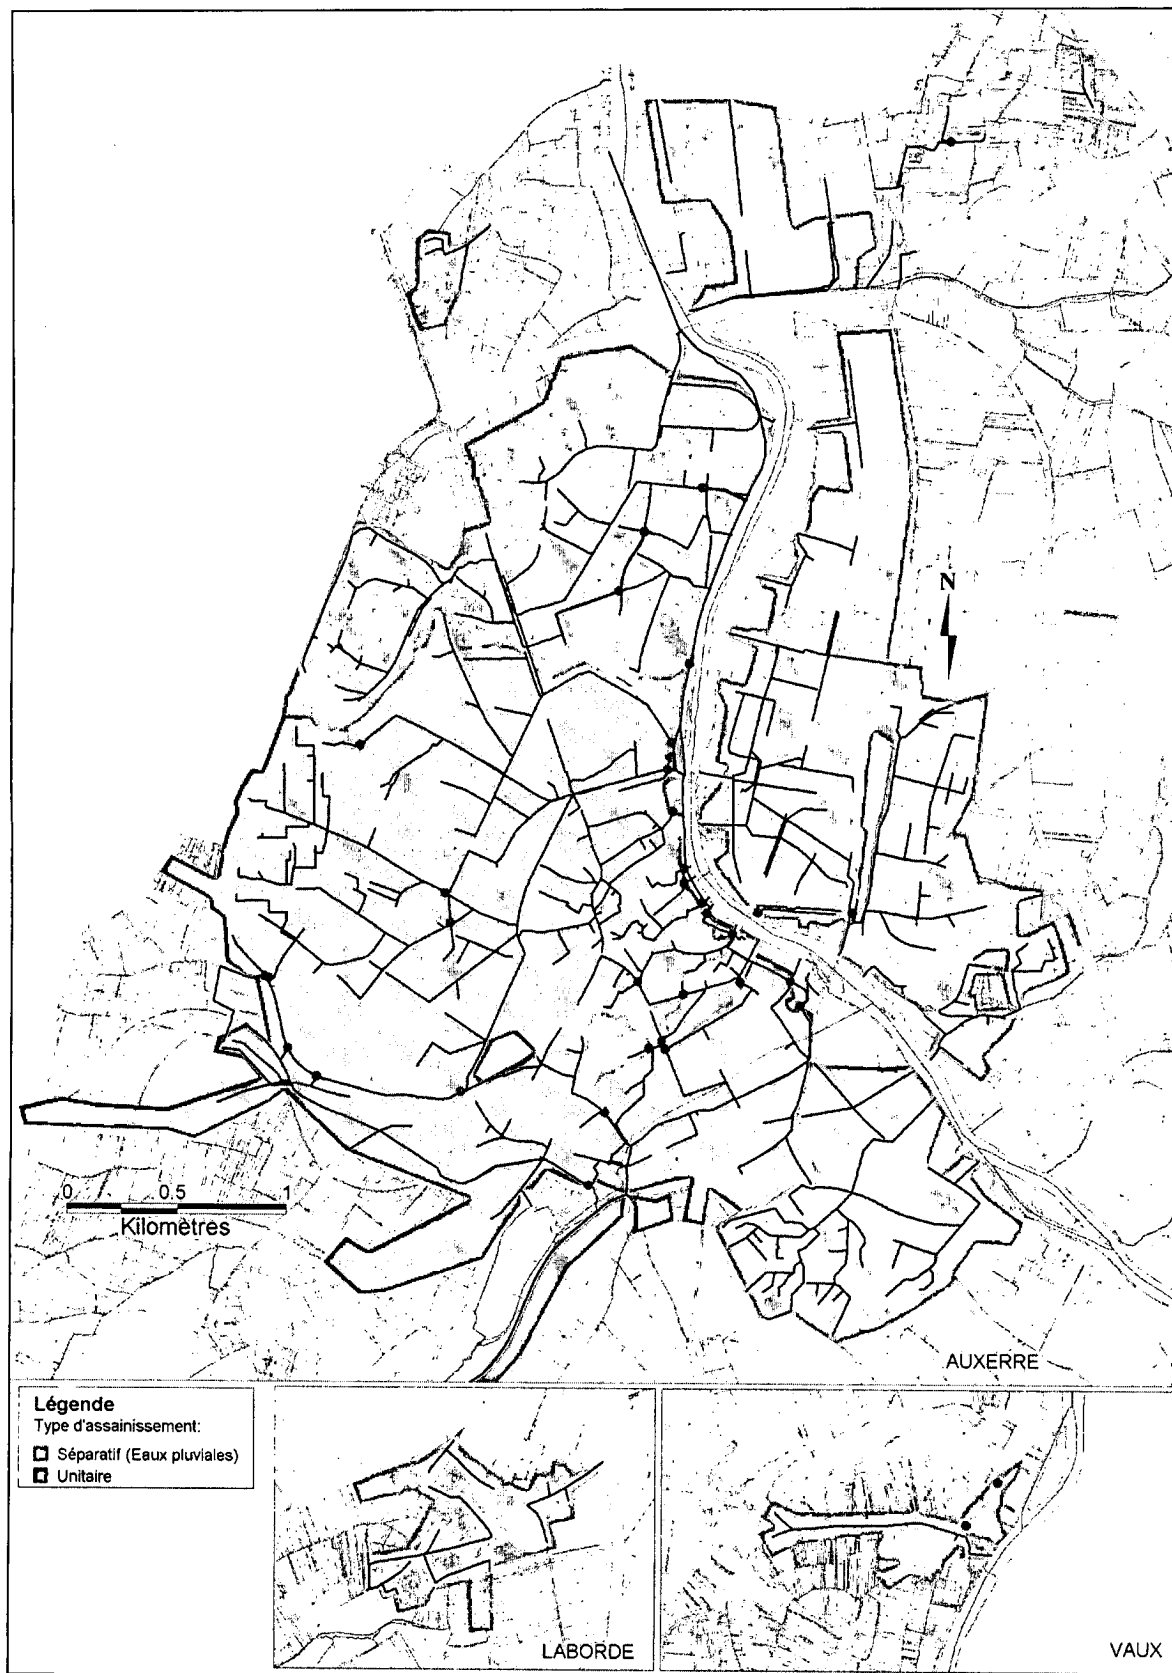 N
0 0.5 1
Kilomètres
AUXERRE
Légende
Type d'assainissement:
Séparatif (Eaux pluviales)
Unitaire
LABORDE
VAUX